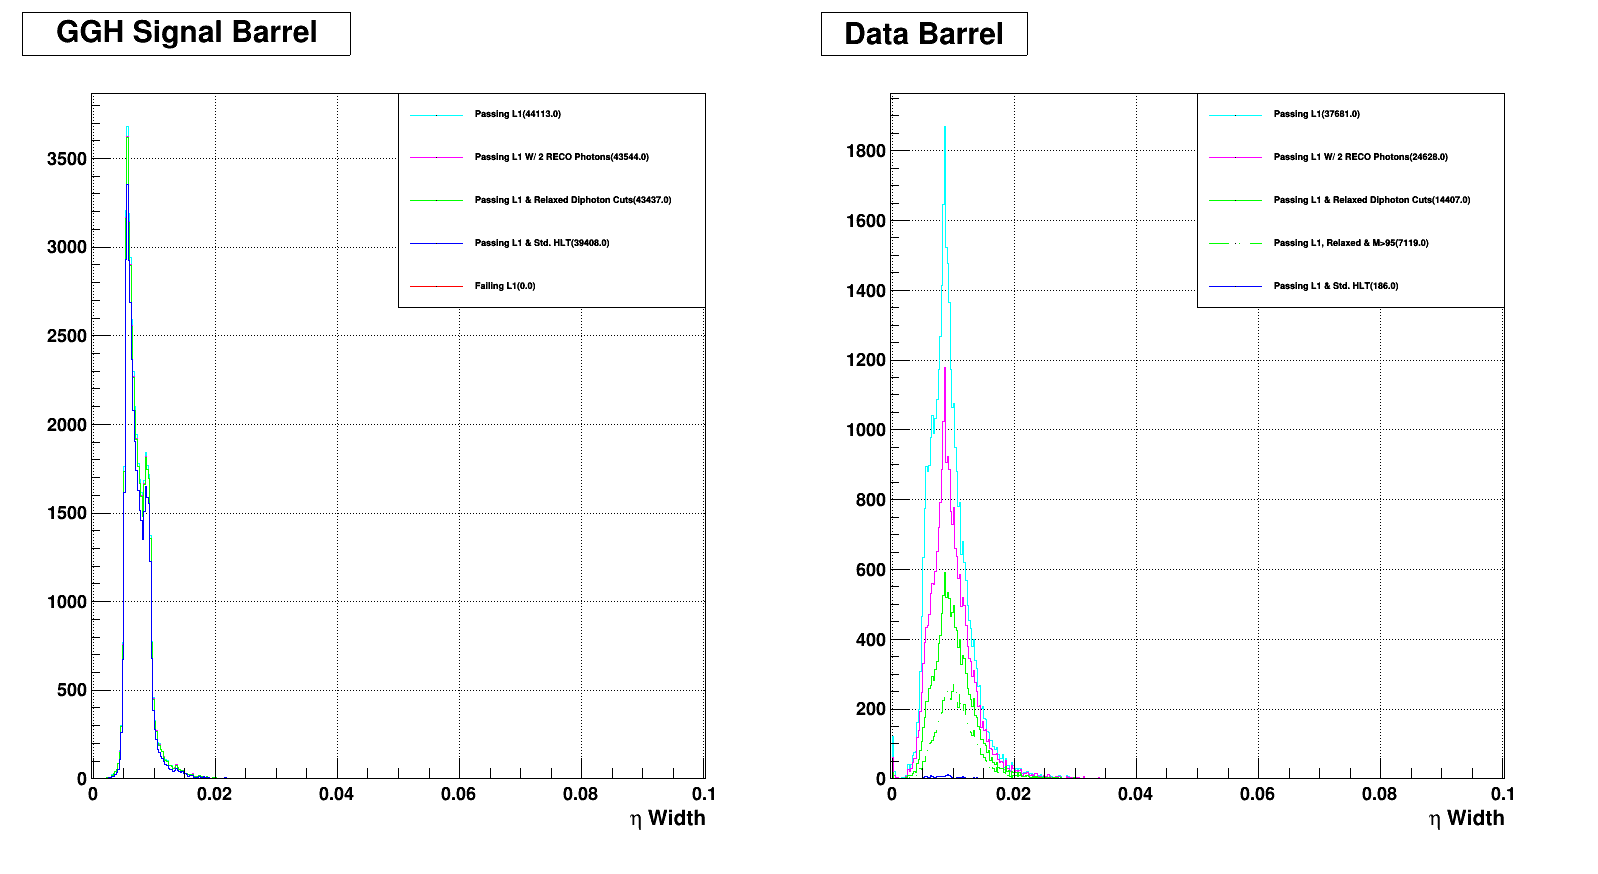 GGH Signal Barrel
3500
3000
2500
2000
1500
1000
500
0
0
0.02
0.04
0.06
0.08
0.1
η Width
Passing L1(44113.0)
Passing L1 W/ 2 RECO Photons(43544.0)
Passing L1 & Relaxed Diphoton Cuts(43437.0)
Passing L1 & Std. HLT(39408.0)
Failing L1(0.0)
Data Barrel
1800
1600
1400
1200
1000
800
600
400
200
0
0
0.02
0.04
0.06
0.08
0.1
η Width
Passing L1(37681.0)
Passing L1 W/ 2 RECO Photons(24628.0)
Passing L1 & Relaxed Diphoton Cuts(14407.0)
Passing L1, Relaxed & M>95(7119.0)
Passing L1 & Std. HLT(186.0)